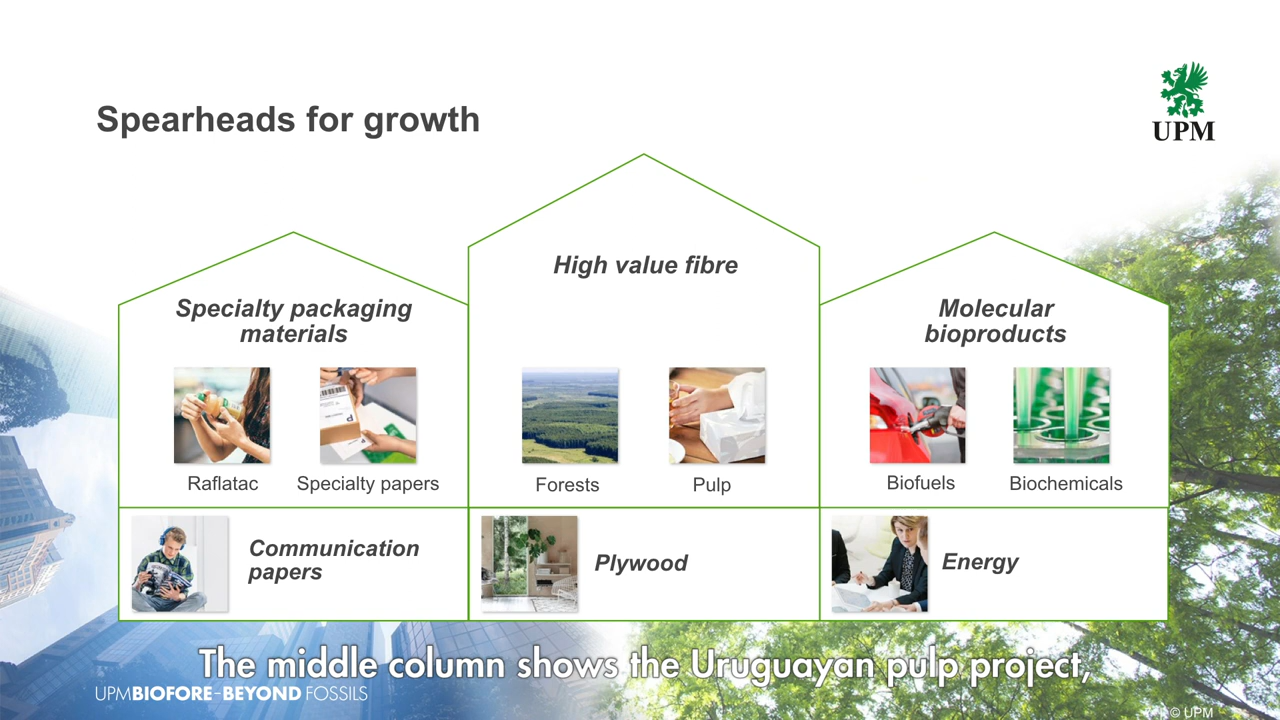 Spearheads for growth
UPM
High value fibre
Specialty packaging
materials
Molecular
bioproducts
Raflatac
Specialty papers
Forests
Pulp
Biofuels
Biochemicals
Communication
papers
Plywood
Energy
The middle column shows the Uruguayan pulp project,
UPMBIOFORE–BEYOND FOSSILS
© UPM